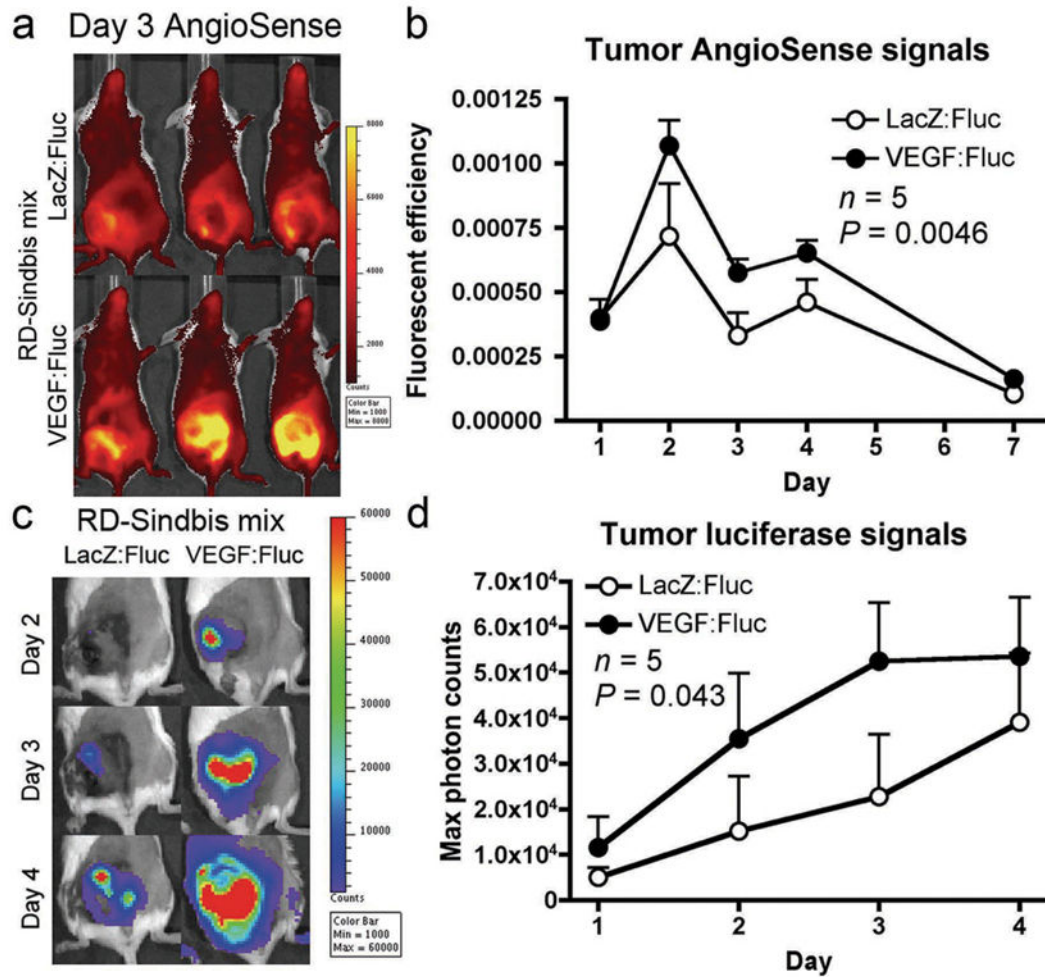 a Day 3 AngioSense
RD-Sindbis mix
LacZ:Fluc
VEGF:Fluc
8000
6000
4000
2000
Counts
Color Bar
Min = 1000
Max = 8000
b
Tumor AngioSense signals
Fluorescent efficiency
0.00125
0.00100
0.00075
0.00050
0.00025
0.00000
LacZ:Fluc
VEGF:Fluc
n = 5
P = 0.0046
1 2 3 4 5 6 7
Day
c RD-Sindbis mix
LacZ:Fluc VEGF:Fluc
Day 2
Day 3
Day 4
60000
50000
40000
30000
20000
10000
Counts
Color Bar
Min = 1000
Max = 60000
d
Tumor luciferase signals
Max photon counts
7.0x10⁴
6.0x10⁴
5.0x10⁴
4.0x10⁴
3.0x10⁴
2.0x10⁴
1.0x10⁴
0
LacZ:Fluc
VEGF:Fluc
n = 5
P = 0.043
1 2 3 4
Day